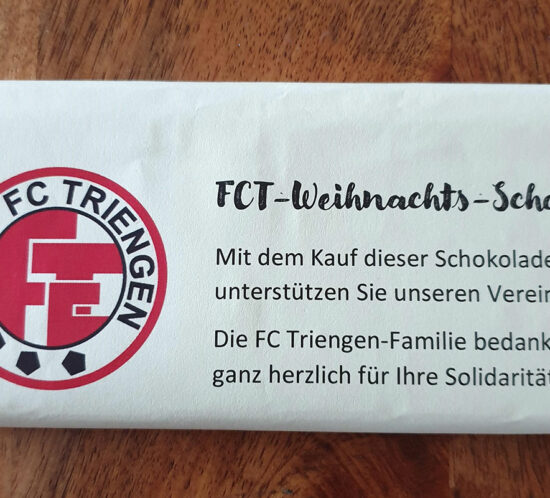 FC TRIENGEN
FCT
FCT-Weihnachts-Scho
Mit dem Kauf dieser Schokolade
unterstützen Sie unseren Verein
Die FC Triengen-Familie bedank
ganz herzlich für Ihre Solidarität